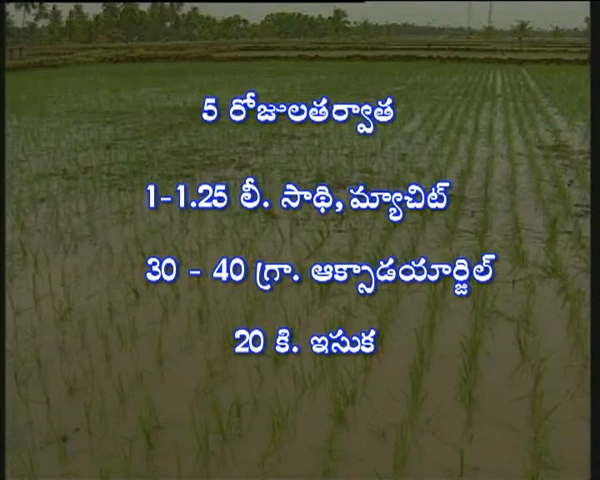 5 రోజులతర్వాత
1-1.25 లీ. సాథి, మ్యాచిట్
30 - 40 గ్రా. ఆక్సాడయార్జిల్
20 కి. ఇసుక